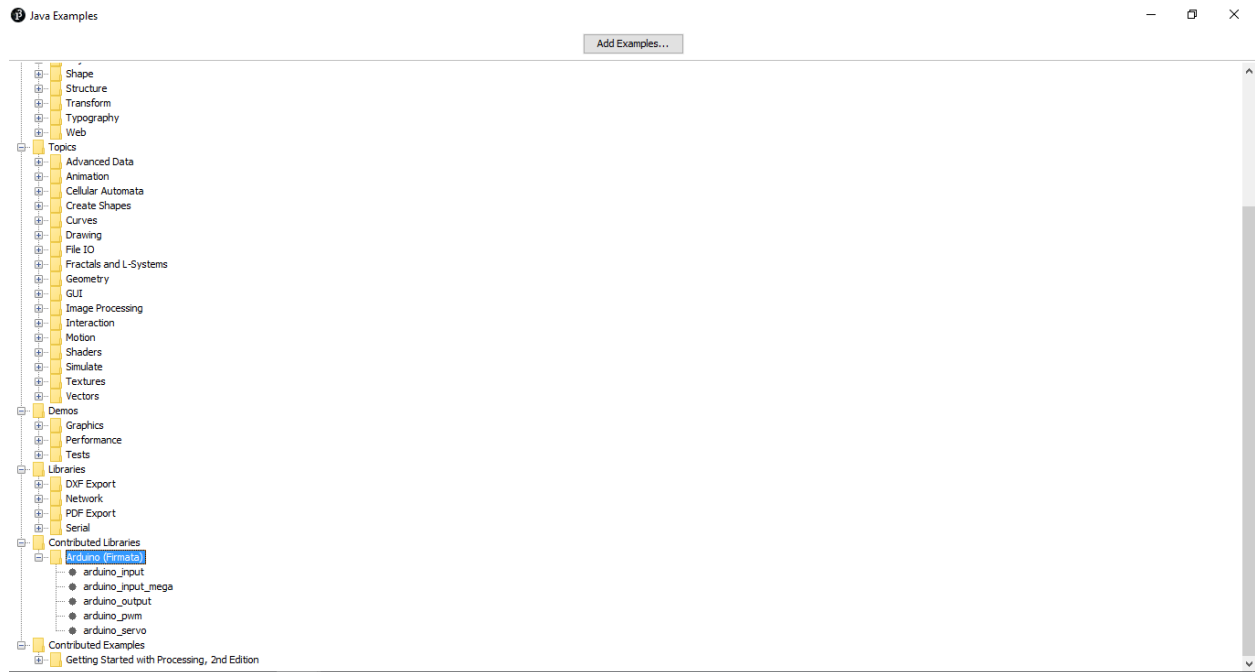 Java Examples
Add Examples...
Shape
Structure
Transform
Typography
Web
Topics
Advanced Data
Animation
Cellular Automata
Create Shapes
Curves
Drawing
File IO
Fractals and L-Systems
Geometry
GUI
Image Processing
Interaction
Motion
Shaders
Simulate
Textures
Vectors
Demos
Graphics
Performance
Tests
Libraries
DXF Export
Network
PDF Export
Serial
Contributed Libraries
Arduino (Firmata)
arduino_input
arduino_input_mega
arduino_output
arduino_pwm
arduino_servo
Contributed Examples
Getting Started with Processing, 2nd Edition